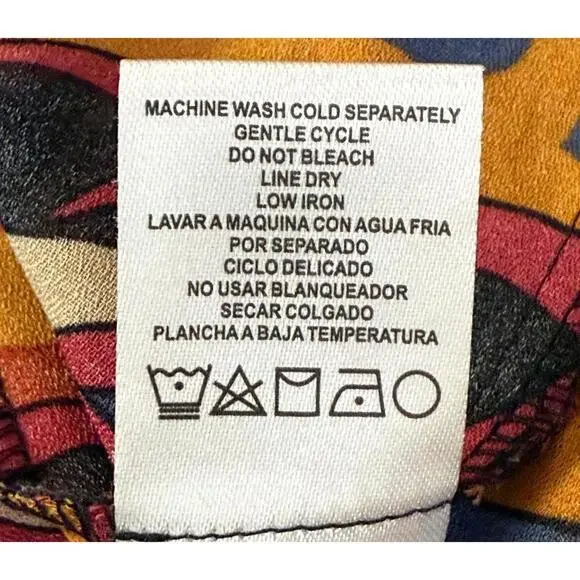 MACHINE WASH COLD SEPARATELY
GENTLE CYCLE
DO NOT BLEACH
LINE DRY
LOW IRON
LAVAR A MAQUINA CON AGUA FRIA
POR SEPARADO
CICLO DELICADO
NO USAR BLANQUEADOR
SECAR COLGADO
PLANCHA A BAJA TEMPERATURA